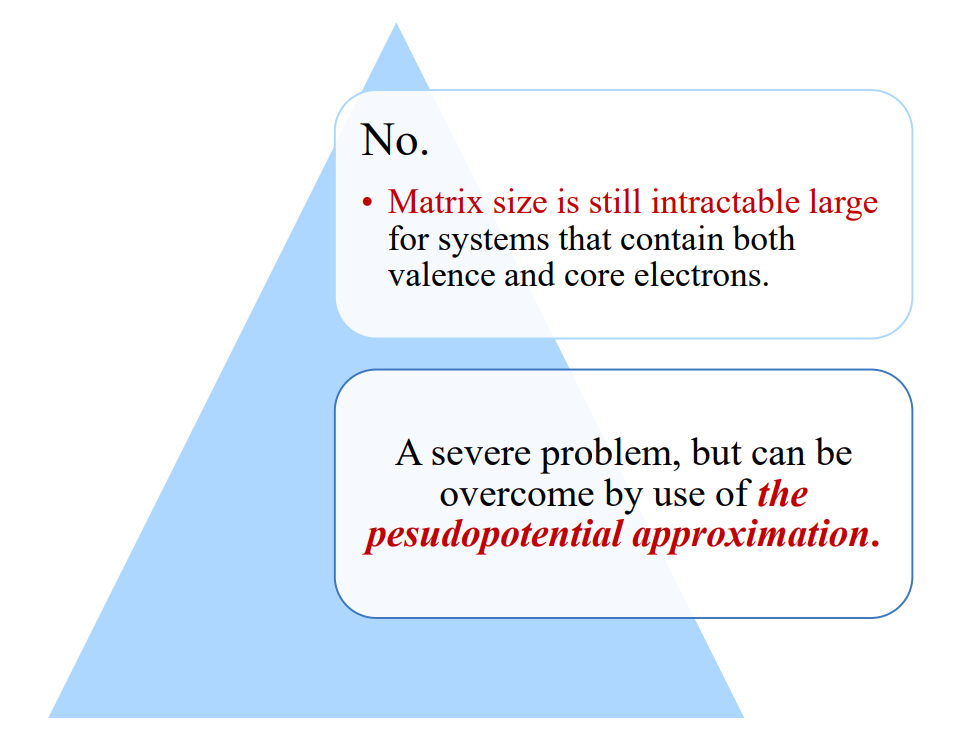 No.
• Matrix size is still intractable large
for systems that contain both
valence and core electrons.
A severe problem, but can be
overcome by use of the
pesudopotential approximation.